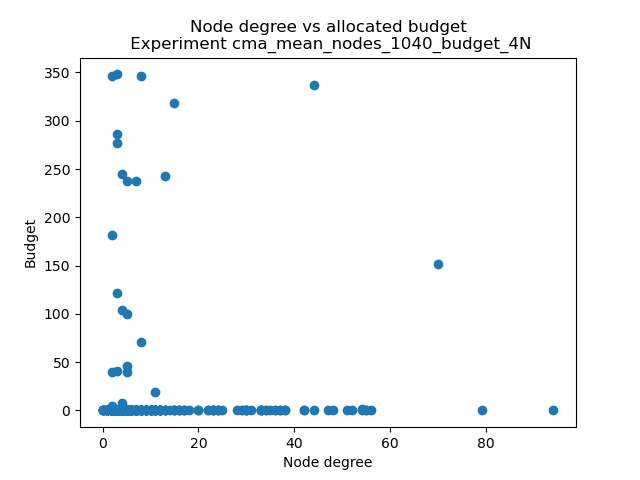 Node degree vs allocated budget
Experiment cma_mean_nodes_1040_budget_4N
350
300
250
200
150
100
50
0
Budget
0 20 40 60 80
Node degree